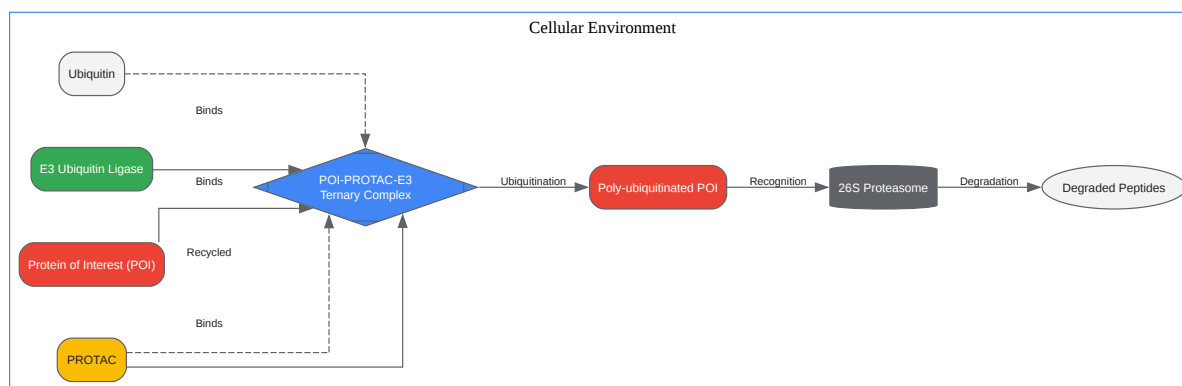 Cellular Environment
Ubiquitin
Binds
E3 Ubiquitin Ligase
Binds
POI-PROTAC-E3
Ternary Complex
Ubiquitination
Poly-ubiquitinated POI
Recognition
26S Proteasome
Degradation
Degraded Peptides
Recycled
Protein of Interest (POI)
Binds
PROTAC